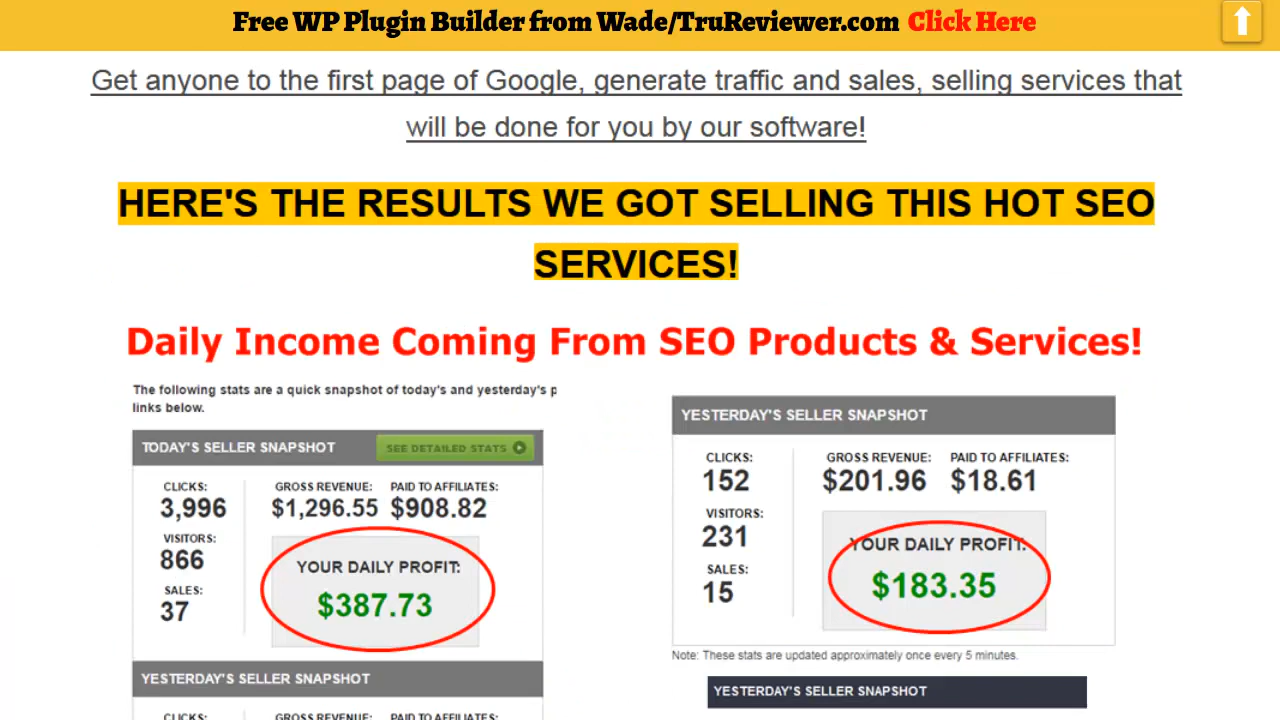 Free WP Plugin Builder from Wade/TruReviewer.com Click Here
Get anyone to the first page of Google, generate traffic and sales, selling services that
will be done for you by our software!
HERE'S THE RESULTS WE GOT SELLING THIS HOT SEO
SERVICES!
Daily Income Coming From SEO Products & Services!
The following stats are a quick snapshot of today's and yesterday's p
links below.
TODAY'S SELLER SNAPSHOT SEE DETAILED STATS
CLICKS: GROSS REVENUE: PAID TO AFFILIATES:
3,996 $1,296.55 $908.82
VISITORS:
866
YOUR DAILY PROFIT:
$387.73
SALES:
37
YESTERDAY'S SELLER SNAPSHOT
CLICKS: GROSS REVENUE: PAID TO AFFILIATES:
YESTERDAY'S SELLER SNAPSHOT
CLICKS: GROSS REVENUE: PAID TO AFFILIATES:
152 $201.96 $18.61
VISITORS:
231
YOUR DAILY PROFIT:
$183.35
SALES:
15
Note: These stats are updated approximately once every 5 minutes.
YESTERDAY'S SELLER SNAPSHOT